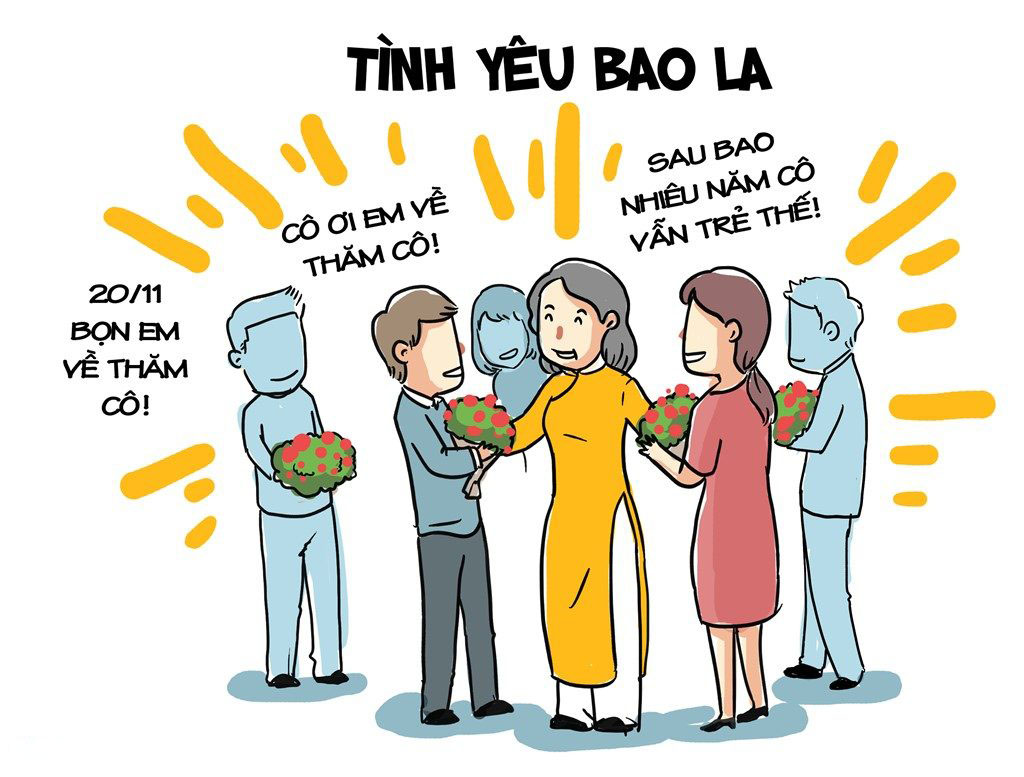 TÌNH YÊU BAO LA
20/11
BỌN EM
VỀ THĂM
CÔ!
CÔ ƠI EM VỀ
THĂM CÔ!
SAU BAO
NHIÊU NĂM CÔ
VẪN TRẺ THẾ!